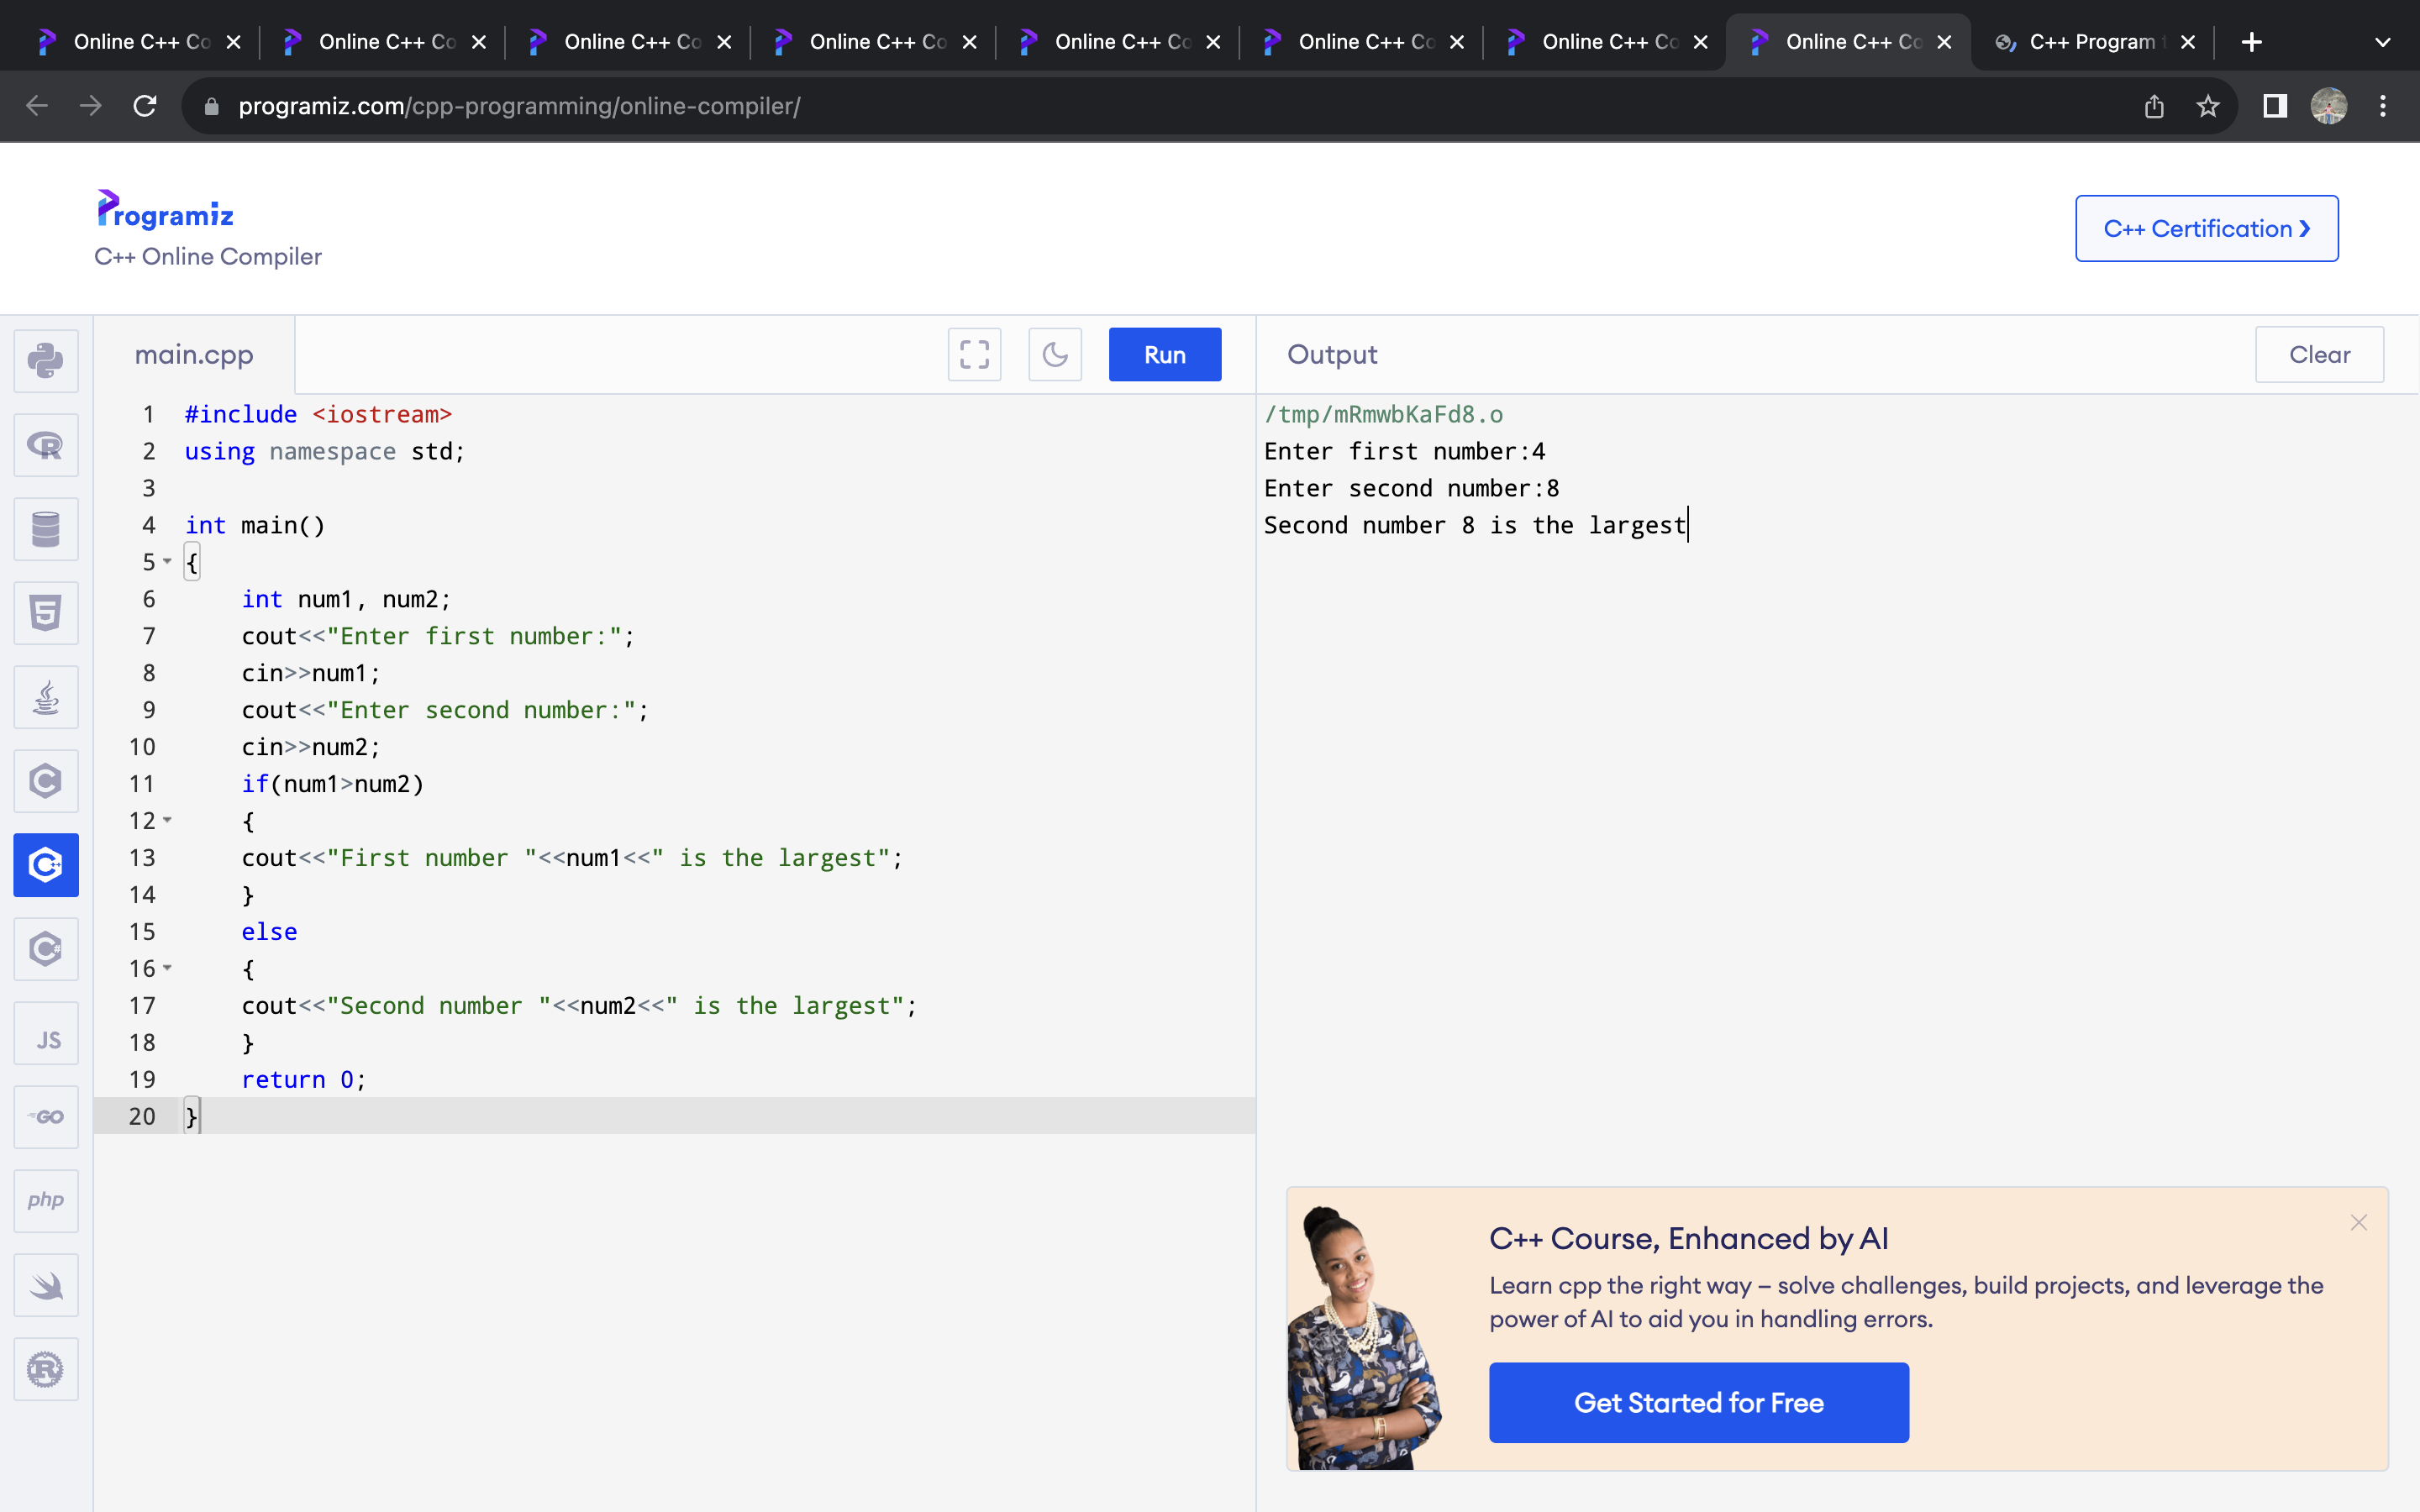 Online C++ Co Online C++ Co Online C++ Co Online C++ Co Online C++ Co Online C++ Co Online C++ Co Online C++ Co C++ Program
programiz.com/cpp-programming/online-compiler/
Programiz
C++ Online Compiler
C++ Certification
main.cpp
Run
Output
Clear
1 #include <iostream>
2 using namespace std;
3
4 int main()
5 {
6 int num1, num2;
7 cout<<"Enter first number:";
8 cin>>num1;
9 cout<<"Enter second number:";
10 cin>>num2;
11 if(num1>num2)
12 {
13 cout<<"First number "<<num1<<" is the largest";
14 }
15 else
16 {
17 cout<<"Second number "<<num2<<" is the largest";
18 }
19 return 0;
20 }
/tmp/mRmwbKaFd8.o
Enter first number:4
Enter second number:8
Second number 8 is the largest
R
5
C
C++
C#
JS
GO
php
R
C++ Course, Enhanced by AI
Learn cpp the right way – solve challenges, build projects, and leverage the
power of AI to aid you in handling errors.
Get Started for Free